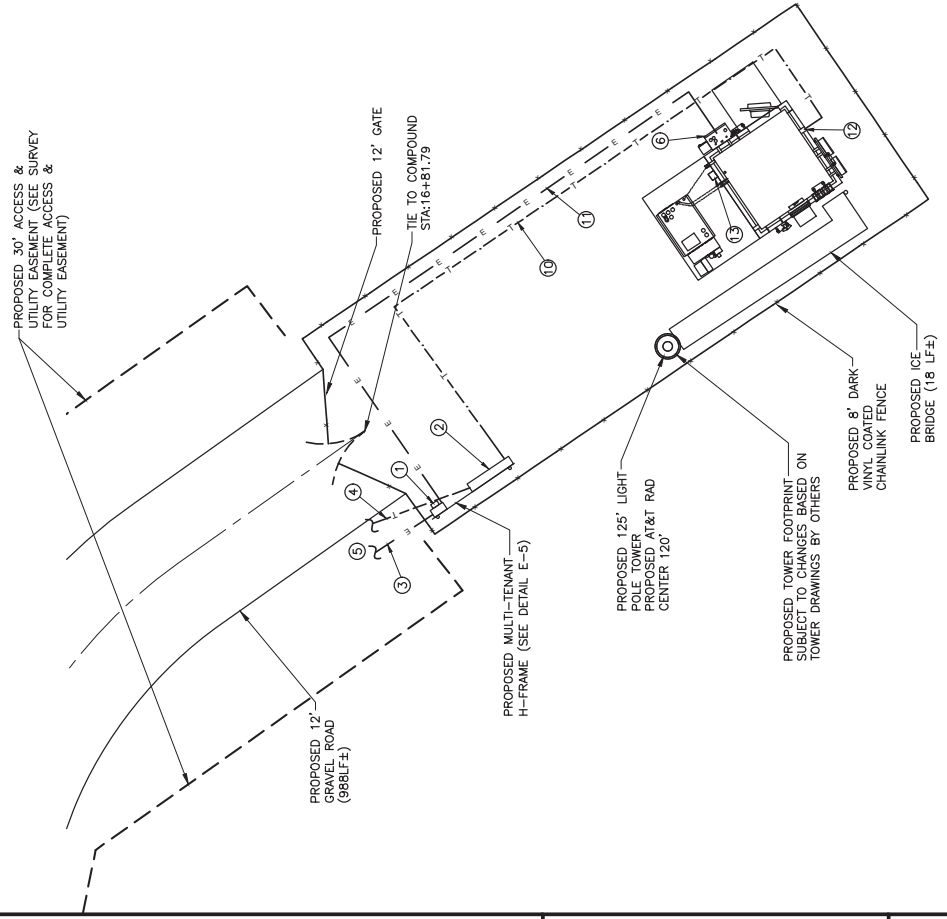 PROPOSED 30' ACCESS &
UTILITY EASEMENT (SEE SURVEY
FOR COMPLETE ACCESS &
UTILITY EASEMENT)
PROPOSED 12' GATE
TIE TO COMPOUND
STA:16+81.79
PROPOSED 12'
GRAVEL ROAD
(988LF±)
PROPOSED MULTI-TENANT
H-FRAME (SEE DETAIL E-5)
PROPOSED 125' LIGHT
POLE TOWER
PROPOSED AT&T RAD
CENTER 120'
PROPOSED TOWER FOOTPRINT
SUBJECT TO CHANGES BASED ON
TOWER DRAWINGS BY OTHERS
PROPOSED 8' DARK
VINYL COATED
CHAINLINK FENCE
PROPOSED ICE
BRIDGE (18 LF±)
1
2
3
4
5
6
10
11
12
13
E
E
E
E
E
E
E
E
E
E
T
T
T
T
T
T
T
T
T